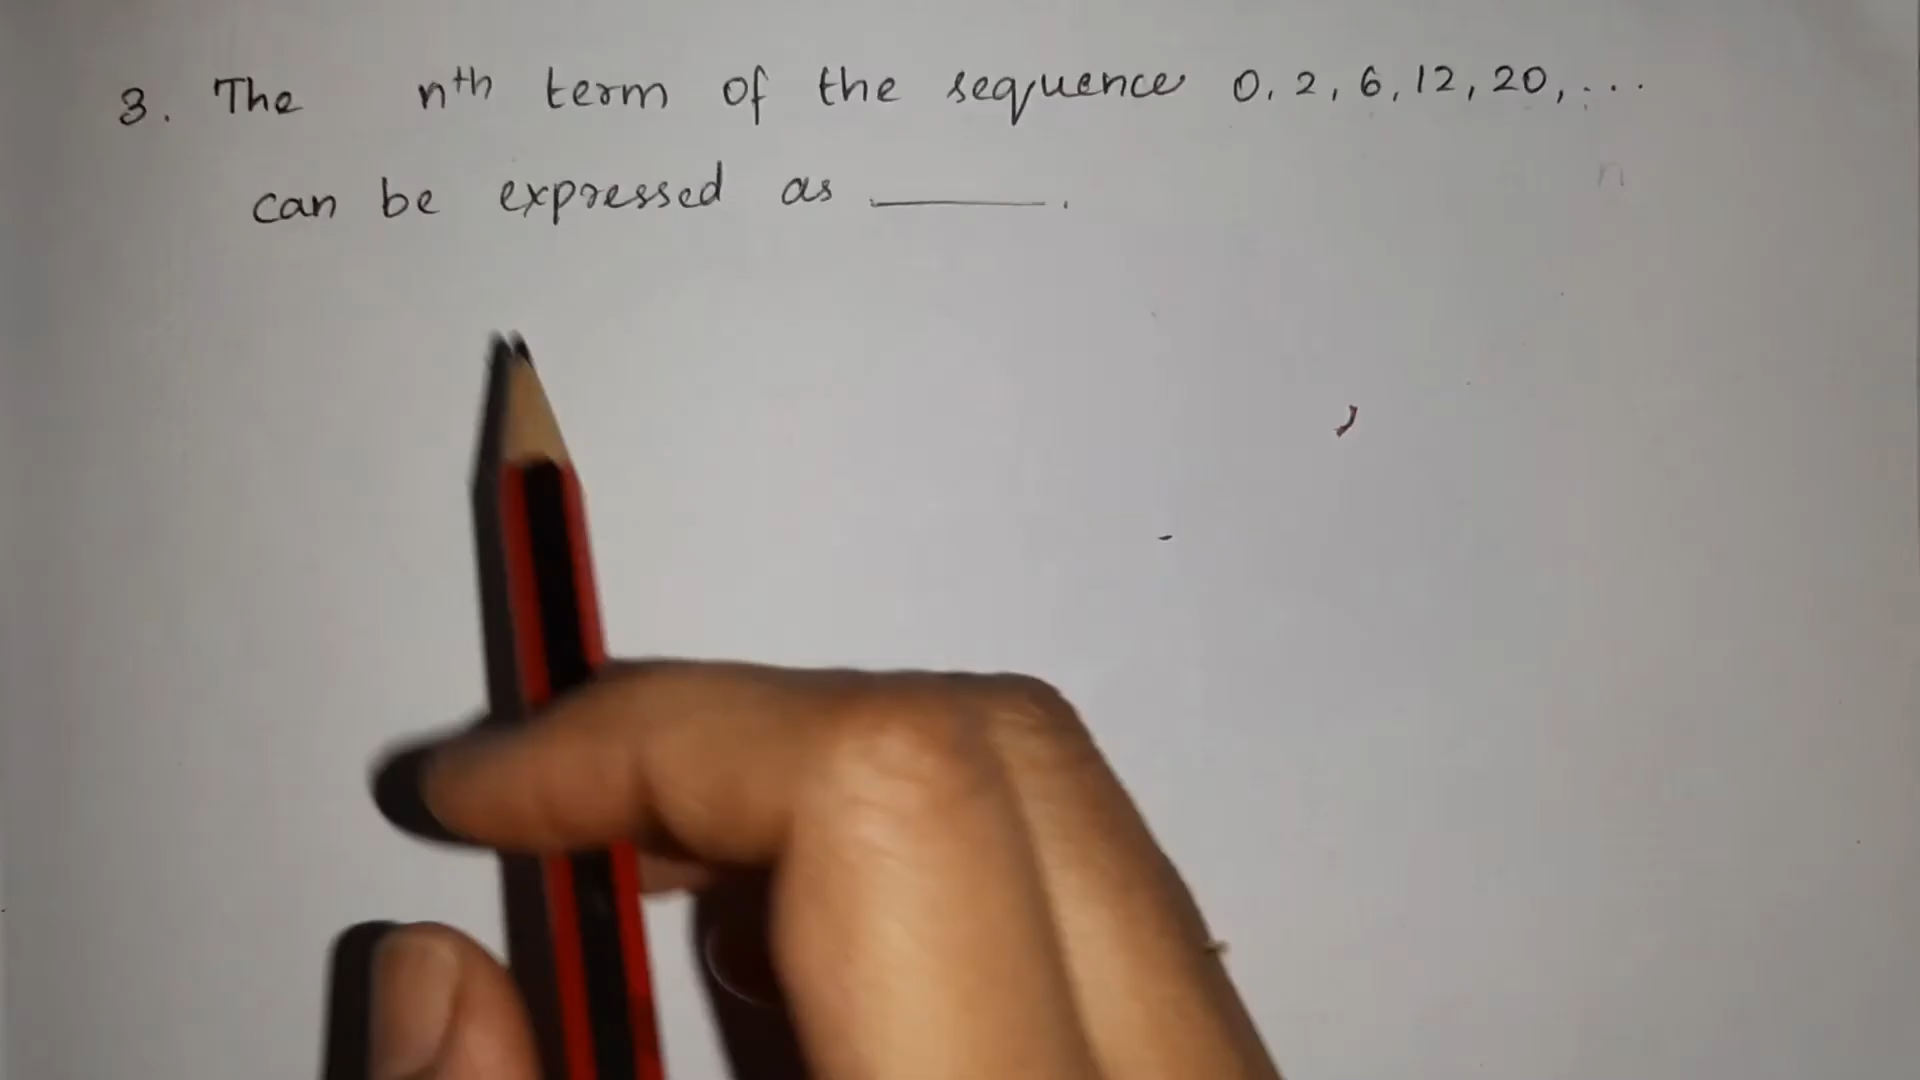 3. The nth term of the sequence 0, 2, 6, 12, 20, ...
can be expressed as ______.